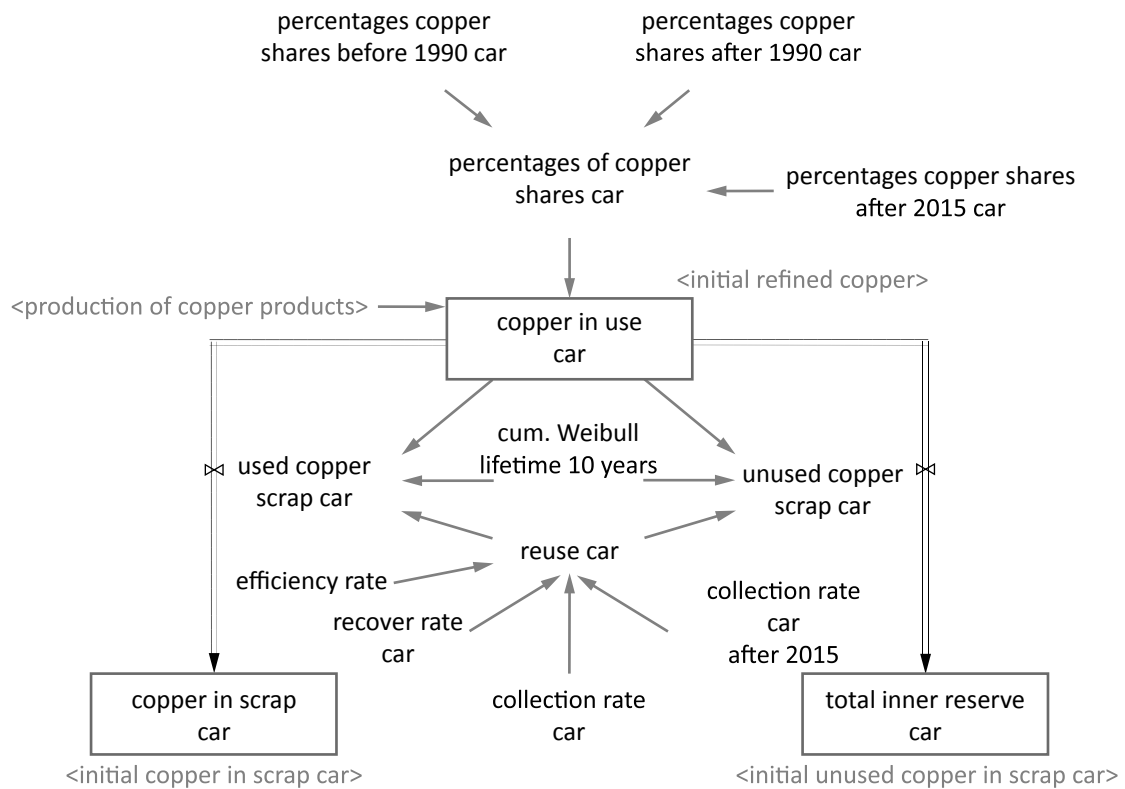 percentages copper
shares before 1990 car
percentages copper
shares after 1990 car
percentages of copper
shares car
percentages copper shares
after 2015 car
<initial refined copper>
<production of copper products>
copper in use
car
cum. Weibull
lifetime 10 years
used copper
scrap car
unused copper
scrap car
reuse car
efficiency rate
recover rate
car
collection rate
car
after 2015
collection rate
car
copper in scrap
car
total inner reserve
car
<initial copper in scrap car>
<initial unused copper in scrap car>